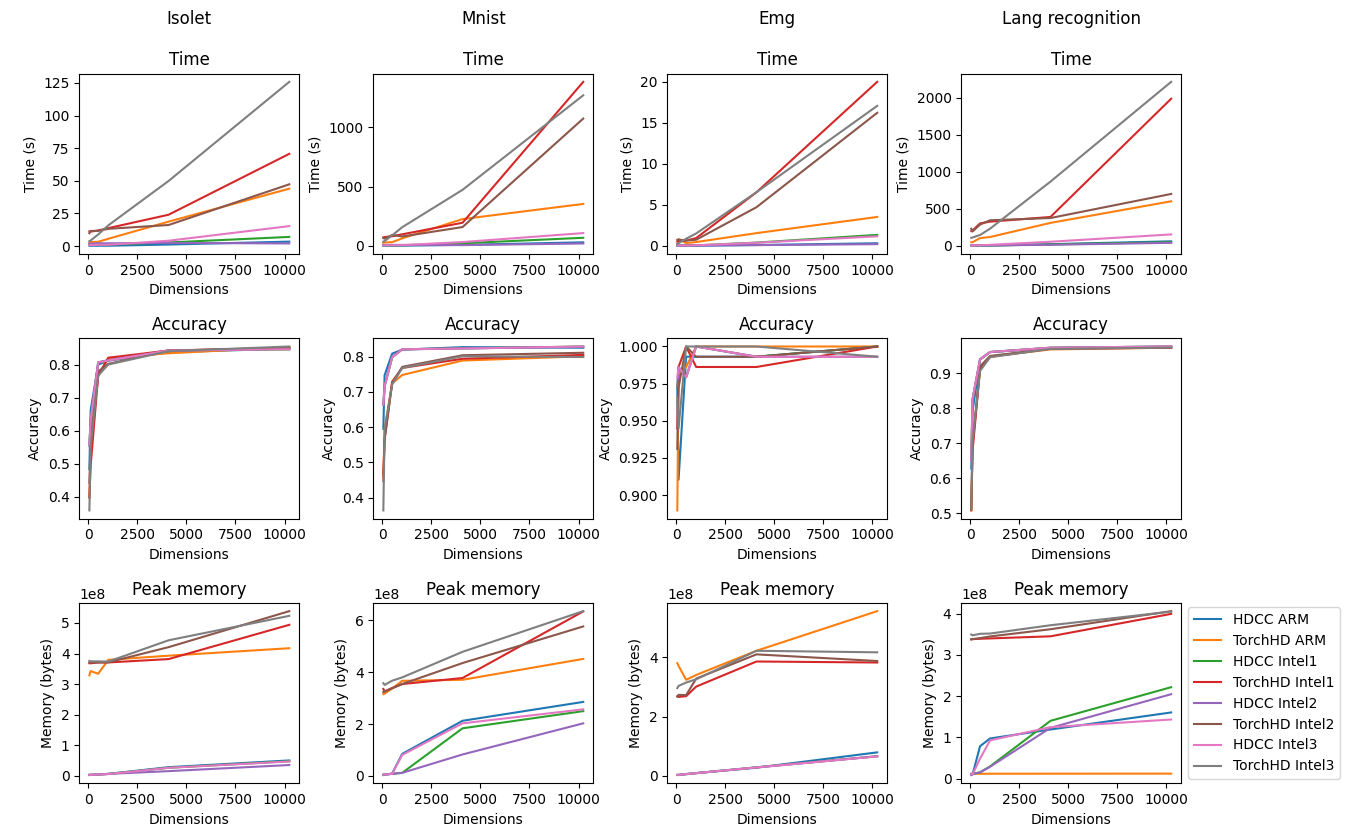 Isolet
Mnist
Emg
Lang recognition
Time
Time
Time
Time
Time (s)
125
100
75
50
25
0
0 2500 5000 7500 10000
Dimensions
Time (s)
1000
500
0
0 2500 5000 7500 10000
Dimensions
Time (s)
20
15
10
5
0
0 2500 5000 7500 10000
Dimensions
Time (s)
2000
1500
1000
500
0
0 2500 5000 7500 10000
Dimensions
Accuracy
Accuracy
0.8
0.7
0.6
0.5
0.4
0 2500 5000 7500 10000
Dimensions
Accuracy
Accuracy
0.8
0.7
0.6
0.5
0.4
0 2500 5000 7500 10000
Dimensions
Accuracy
Accuracy
1.000
0.975
0.950
0.925
0.900
0 2500 5000 7500 10000
Dimensions
Accuracy
Accuracy
0.9
0.8
0.7
0.6
0.5
0 2500 5000 7500 10000
Dimensions
Peak memory
1e8
Memory (bytes)
5
4
3
2
1
0
0 2500 5000 7500 10000
Dimensions
Peak memory
1e8
Memory (bytes)
6
4
2
0
0 2500 5000 7500 10000
Dimensions
Peak memory
1e8
Memory (bytes)
4
2
0
0 2500 5000 7500 10000
Dimensions
Peak memory
1e8
Memory (bytes)
4
3
2
1
0
0 2500 5000 7500 10000
Dimensions
HDCC ARM
TorchHD ARM
HDCC Intel1
TorchHD Intel1
HDCC Intel2
TorchHD Intel2
HDCC Intel3
TorchHD Intel3